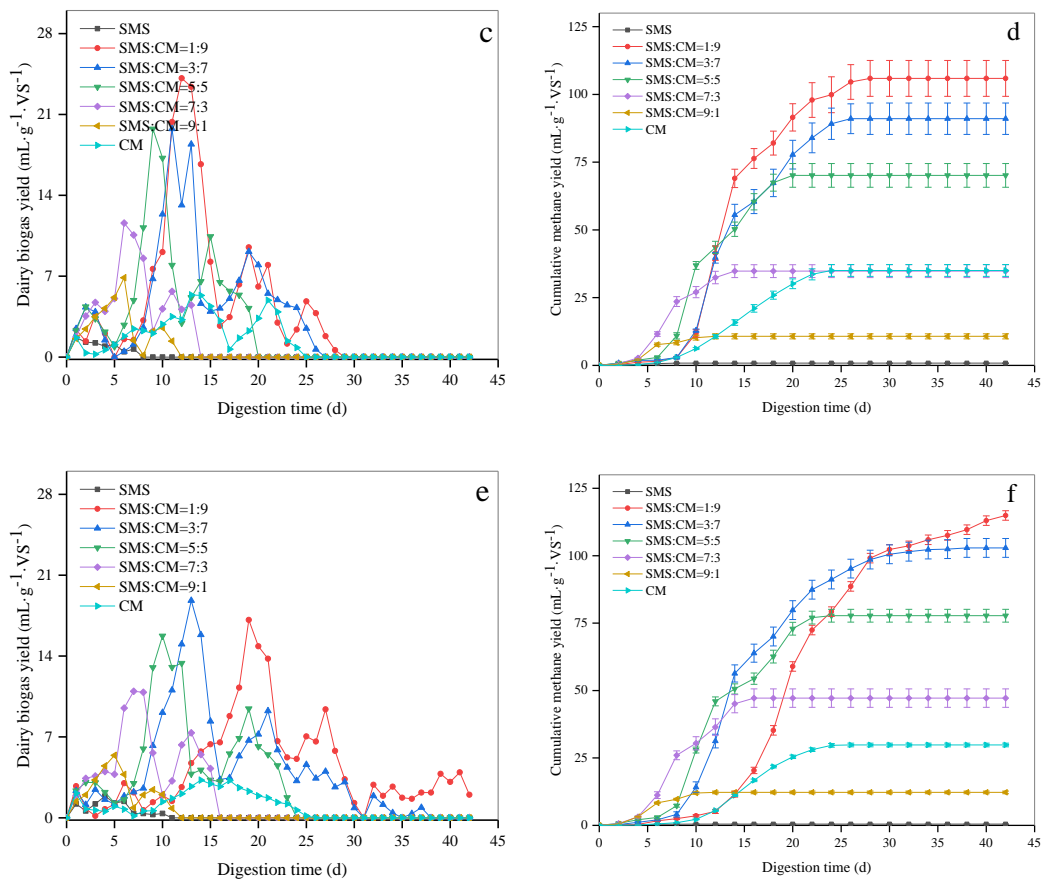 c
28
21
14
7
0
Dairy biogas yield (mL·g⁻¹·VS⁻¹)
SMS
SMS:CM=1:9
SMS:CM=3:7
SMS:CM=5:5
SMS:CM=7:3
SMS:CM=9:1
CM
0 5 10 15 20 25 30 35 40 45
Digestion time (d)
d
125
100
75
50
25
0
Cumulative methane yield (mL·g⁻¹·VS⁻¹)
SMS
SMS:CM=1:9
SMS:CM=3:7
SMS:CM=5:5
SMS:CM=7:3
SMS:CM=9:1
CM
0 5 10 15 20 25 30 35 40 45
Digestion time (d)
e
28
21
14
7
0
Dairy biogas yield (mL·g⁻¹·VS⁻¹)
SMS
SMS:CM=1:9
SMS:CM=3:7
SMS:CM=5:5
SMS:CM=7:3
SMS:CM=9:1
CM
0 5 10 15 20 25 30 35 40 45
Digestion time (d)
f
125
100
75
50
25
0
Cumulative methane yield (mL·g⁻¹·VS⁻¹)
SMS
SMS:CM=1:9
SMS:CM=3:7
SMS:CM=5:5
SMS:CM=7:3
SMS:CM=9:1
CM
0 5 10 15 20 25 30 35 40 45
Digestion time (d)